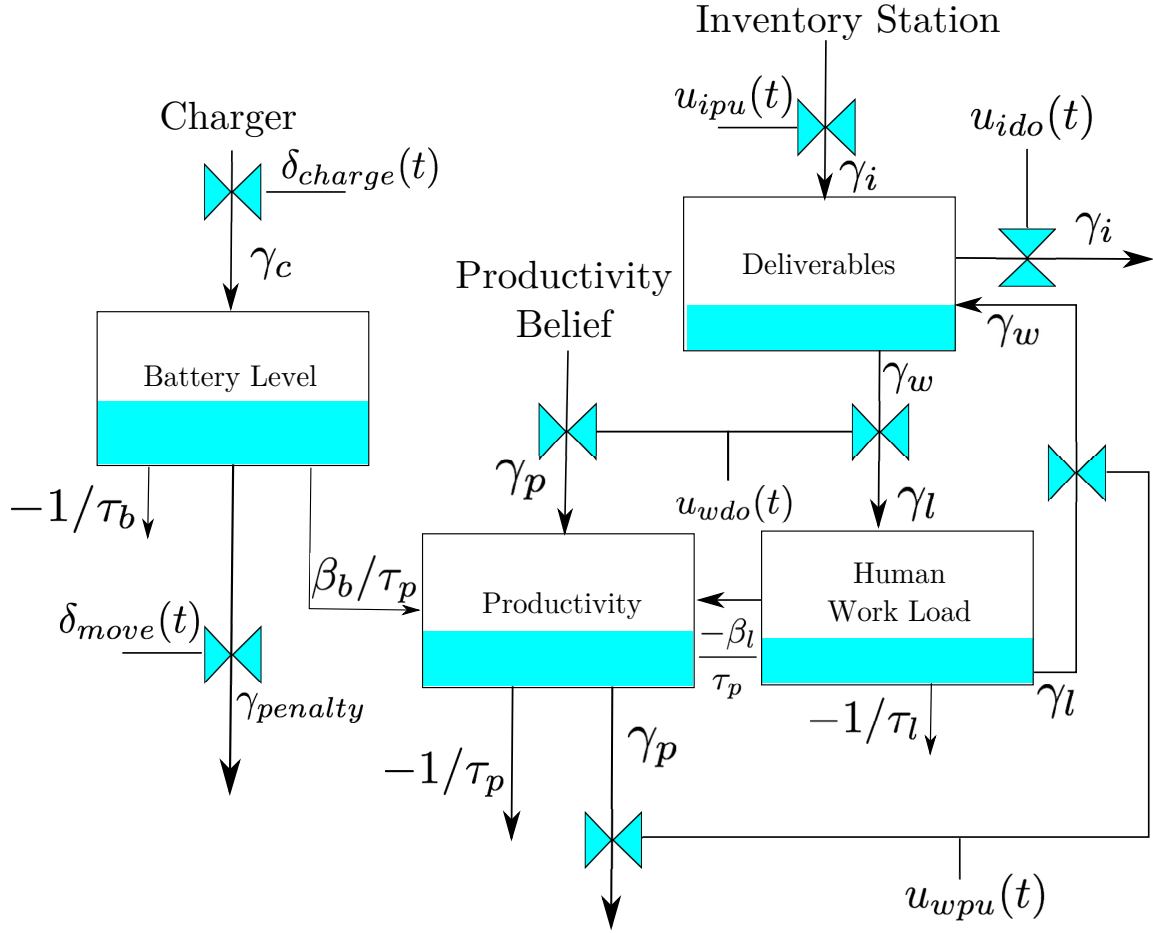 Inventory Station
u_{ipu}(t)
Charger
u_{ido}(t)
δ_{charge}(t)
γ_i
γ_i
Deliverables
γ_c
Productivity
Belief
γ_w
Battery Level
γ_w
γ_p
−1/τ_b
u_{wdo}(t)
γ_l
β_b/τ_p
Human
Work Load
Productivity
δ_{move}(t)
−β_l
τ_p
γ_{penalty}
γ_l
−1/τ_l
γ_p
−1/τ_p
u_{wpu}(t)